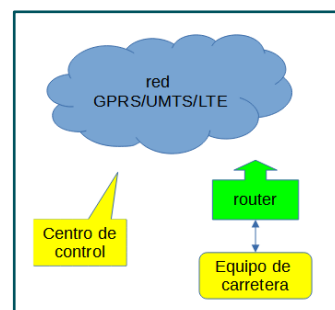 red
GPRS/UMTS/LTE
router
Centro de
control
Equipo de
carretera